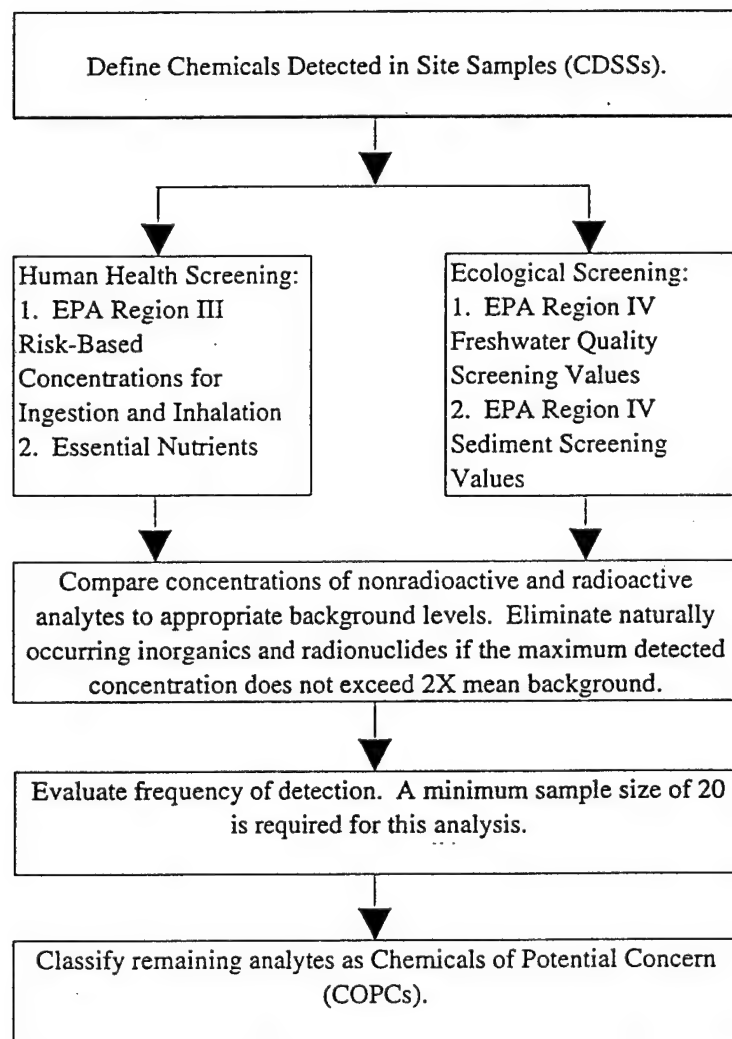 Define Chemicals Detected in Site Samples (CDSSs).
Human Health Screening:
1. EPA Region III
Risk-Based
Concentrations for
Ingestion and Inhalation
2. Essential Nutrients
Ecological Screening:
1. EPA Region IV
Freshwater Quality
Screening Values
2. EPA Region IV
Sediment Screening
Values
Compare concentrations of nonradioactive and radioactive
analytes to appropriate background levels. Eliminate naturally
occurring inorganics and radionuclides if the maximum detected
concentration does not exceed 2X mean background.
Evaluate frequency of detection. A minimum sample size of 20
is required for this analysis.
Classify remaining analytes as Chemicals of Potential Concern
(COPCs).